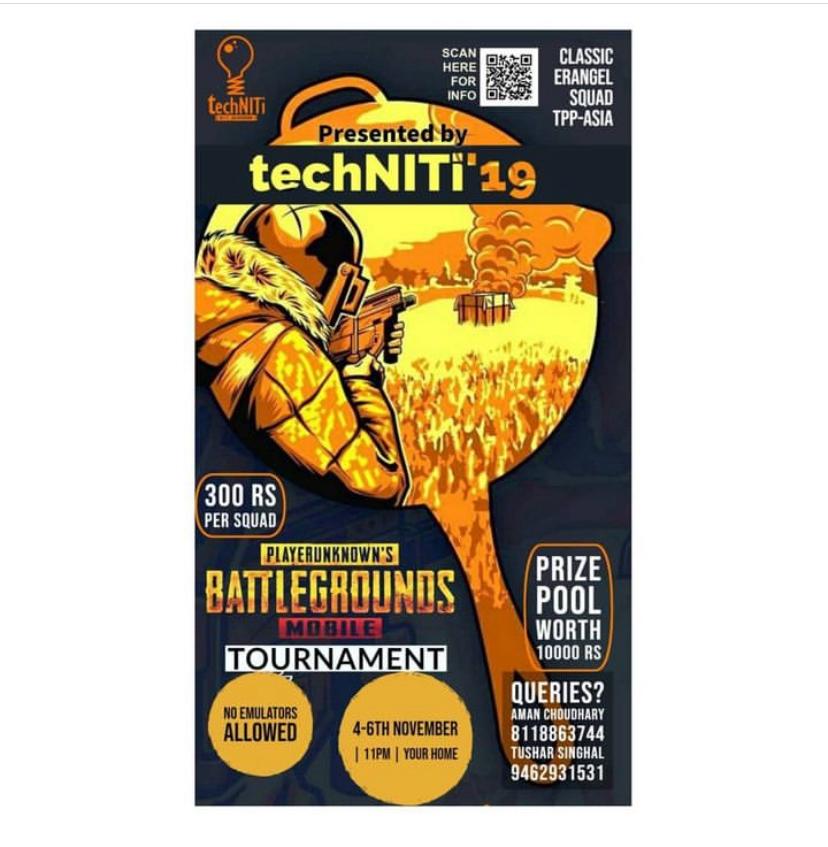 techNITi
SCAN
HERE
FOR
INFO
CLASSIC
ERANGEL
SQUAD
TPP-ASIA
Presented by
techNITi'19
300 RS
PER SQUAD
PLAYERUNKNOWN'S
BATTLEGROUNDS
MOBILE
TOURNAMENT
PRIZE
POOL
WORTH
10000 RS
NO EMULATORS
ALLOWED
4-6TH NOVEMBER
| 11PM | YOUR HOME
QUERIES?
AMAN CHOUDHARY
8118863744
TUSHAR SINGHAL
9462931531